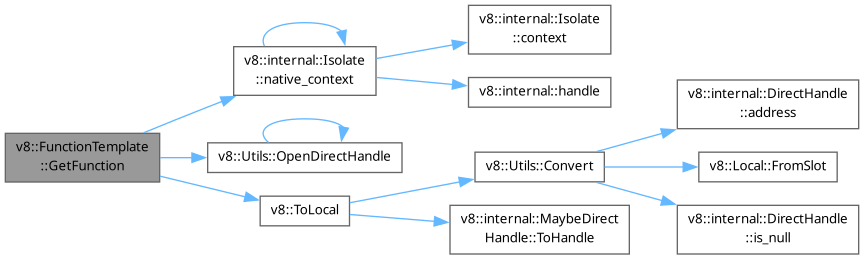 v8::FunctionTemplate
::GetFunction
v8::internal::Isolate
::native_context
v8::Utils::OpenDirectHandle
v8::ToLocal
v8::internal::Isolate
::context
v8::internal::handle
v8::Utils::Convert
v8::internal::MaybeDirect
Handle::ToHandle
v8::internal::DirectHandle
::address
v8::Local::FromSlot
v8::internal::DirectHandle
::is_null